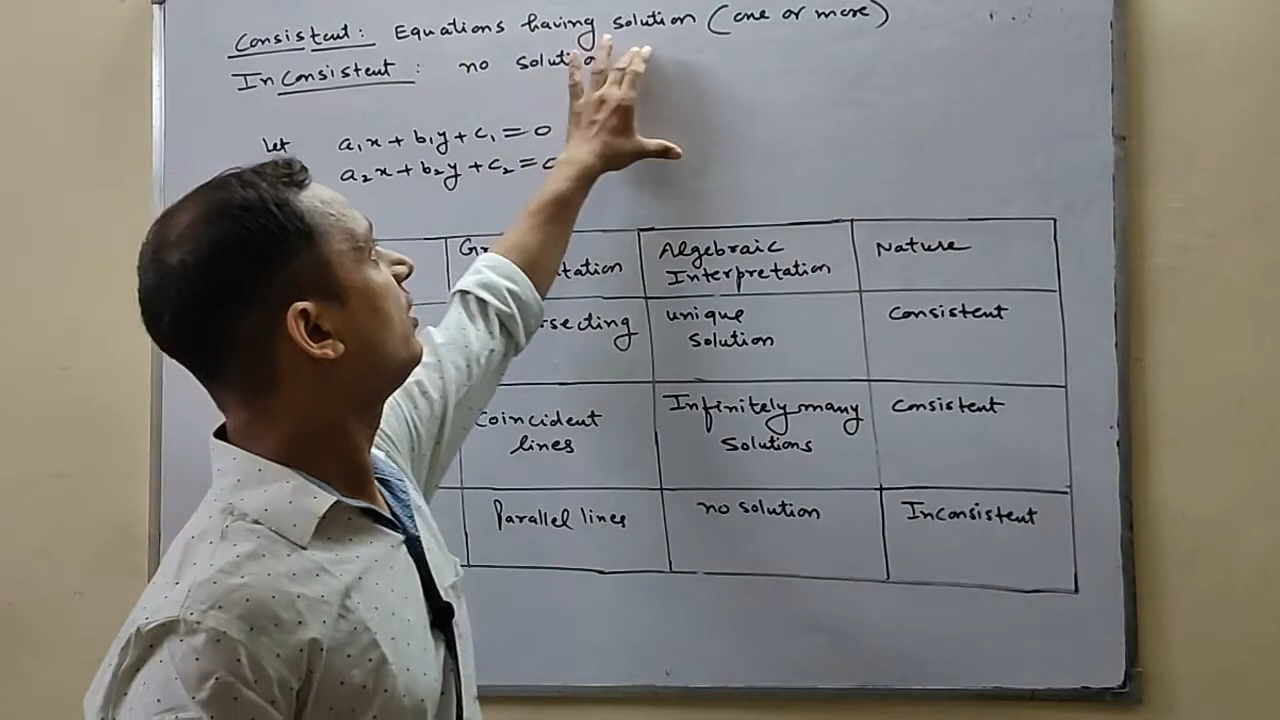 Consistent: Equations having solution (one or more)
InConsistent: no
Let a₁x + b₁y + c₁ = 0
a₂x + b₂y + c₂ =
Algebraic Interpretation Nature
unique solution Consistent
Coincident lines Infinitely many solutions Consistent
Parallel lines no solution Inconsistent